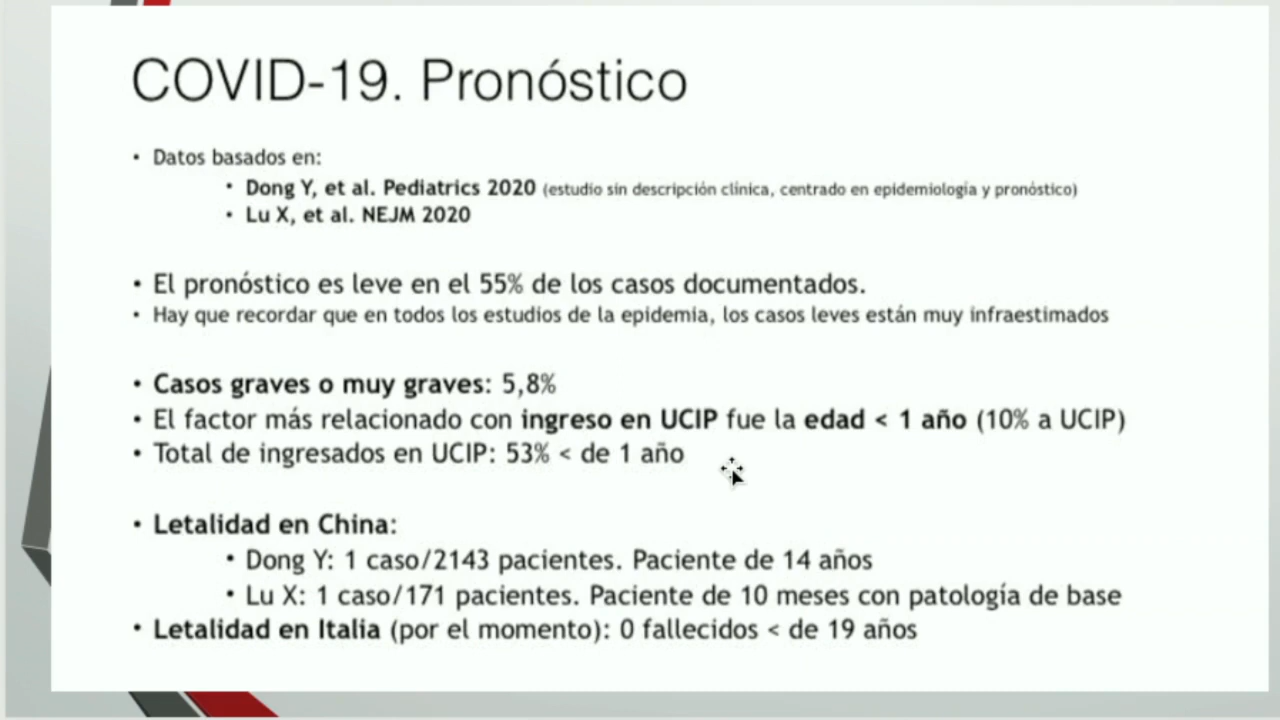 COVID-19. Pronóstico
• Datos basados en:
• Dong Y, et al. Pediatrics 2020 (estudio sin descripción clínica, centrado en epidemiología y pronóstico)
• Lu X, et al. NEJM 2020
• El pronóstico es leve en el 55% de los casos documentados.
• Hay que recordar que en todos los estudios de la epidemia, los casos leves están muy infraestimados
• Casos graves o muy graves: 5,8%
• El factor más relacionado con ingreso en UCIP fue la edad < 1 año (10% a UCIP)
• Total de ingresados en UCIP: 53% < de 1 año
• Letalidad en China:
• Dong Y: 1 caso/2143 pacientes. Paciente de 14 años
• Lu X: 1 caso/171 pacientes. Paciente de 10 meses con patología de base
• Letalidad en Italia (por el momento): 0 fallecidos < de 19 años